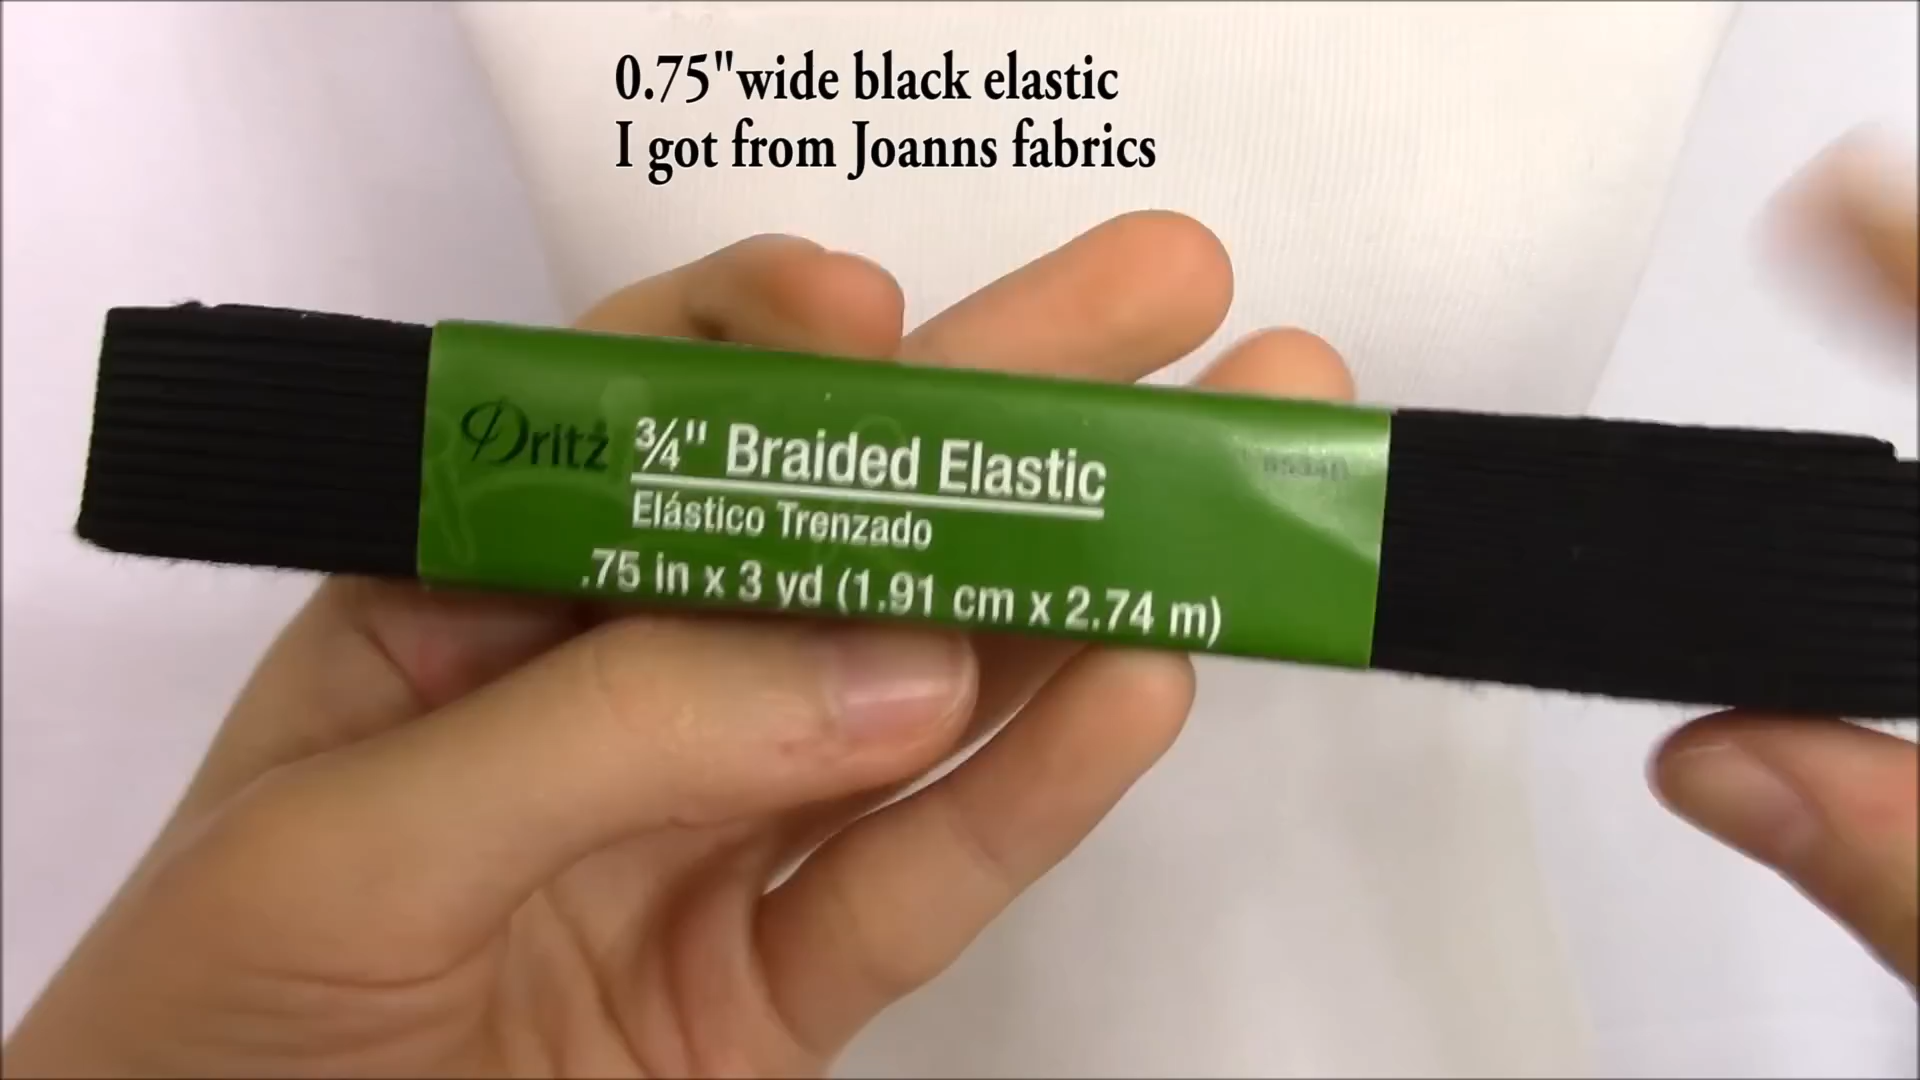 0.75"wide black elastic
I got from Joanns fabrics
Dritz
3/4" Braided Elastic
Elástico Trenzado
.75 in x 3 yd (1.91 cm x 2.74 m)